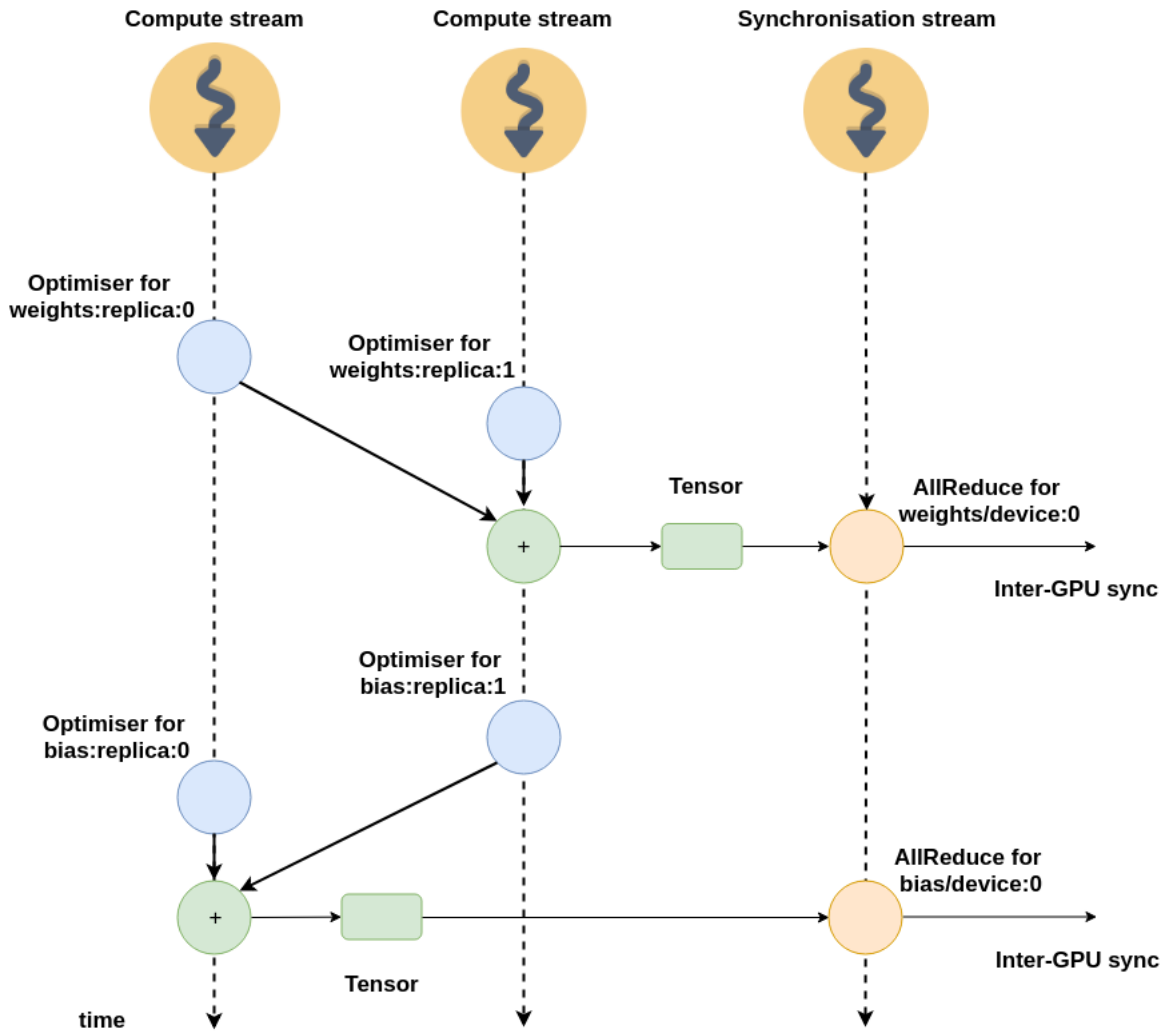 Compute stream
Compute stream
Synchronisation stream
Optimiser for
weights:replica:0
Optimiser for
weights:replica:1
Tensor
AllReduce for
weights/device:0
+
Inter-GPU sync
Optimiser for
bias:replica:1
Optimiser for
bias:replica:0
AllReduce for
bias/device:0
+
Inter-GPU sync
Tensor
time